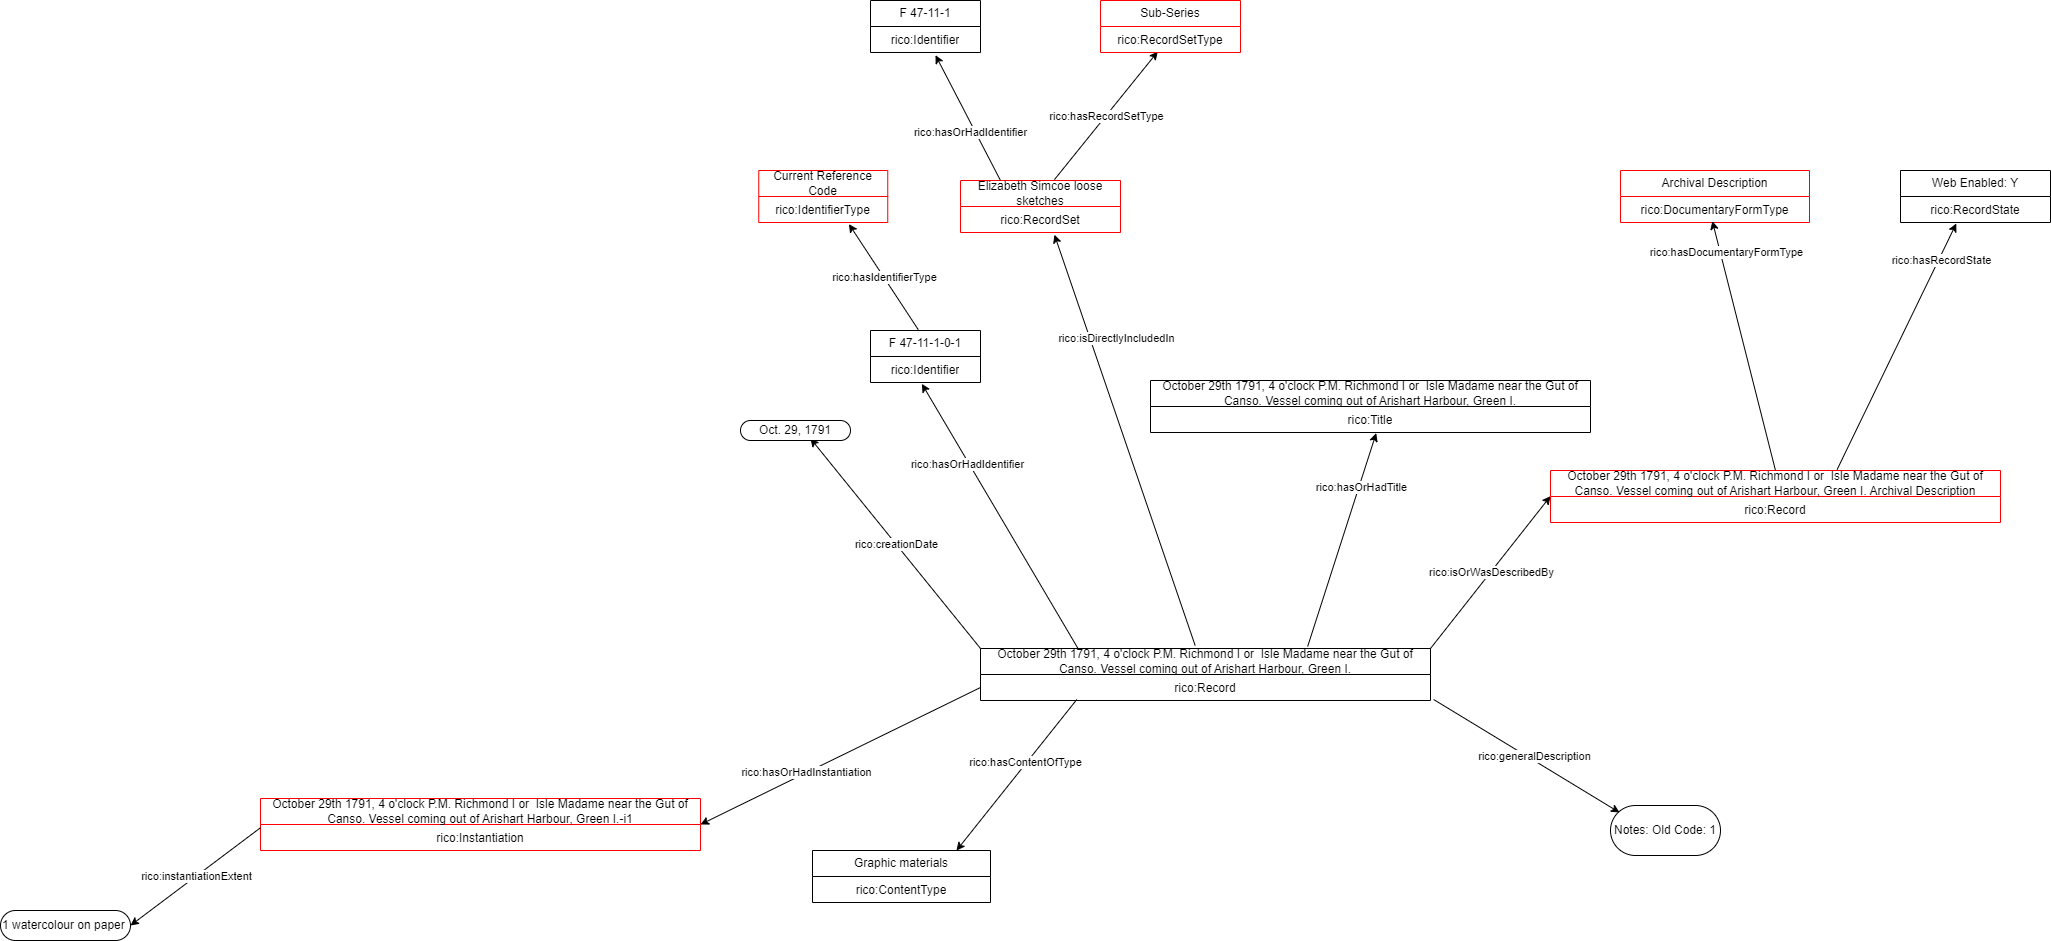 F 47-11-1
rico:Identifier
Sub-Series
rico:RecordSetType
rico:hasRecordSetType
rico:hasOrHadIdentifier
Current Reference
Code
rico:IdentifierType
Elizabeth Simcoe loose
sketches
rico:RecordSet
Archival Description
rico:DocumentaryFormType
Web Enabled: Y
rico:RecordState
rico:hasDocumentaryFormType
rico:hasRecordState
rico:hasIdentifierType
F 47-11-1-0-1
rico:Identifier
rico:isDirectlyIncludedIn
October 29th 1791, 4 o'clock P.M. Richmond I or  Isle Madame near the Gut of
Canso. Vessel coming out of Arishart Harbour, Green I.
rico:Title
Oct. 29, 1791
rico:hasOrHadIdentifier
rico:hasOrHadTitle
October 29th 1791, 4 o'clock P.M. Richmond I or  Isle Madame near the Gut of
Canso. Vessel coming out of Arishart Harbour, Green I. Archival Description
rico:Record
rico:creationDate
rico:isOrWasDescribedBy
October 29th 1791, 4 o'clock P.M. Richmond I or  Isle Madame near the Gut of
Canso. Vessel coming out of Arishart Harbour, Green I.
rico:Record
rico:hasOrHadInstantiation
rico:hasContentOfType
rico:generalDescription
October 29th 1791, 4 o'clock P.M. Richmond I or  Isle Madame near the Gut of
Canso. Vessel coming out of Arishart Harbour, Green I.-i1
rico:Instantiation
Notes: Old Code: 1
Graphic materials
rico:ContentType
rico:instantiationExtent
1 watercolour on paper